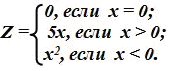 Z = { 0, если x = 0;
5x, если x > 0;
x², если x < 0.